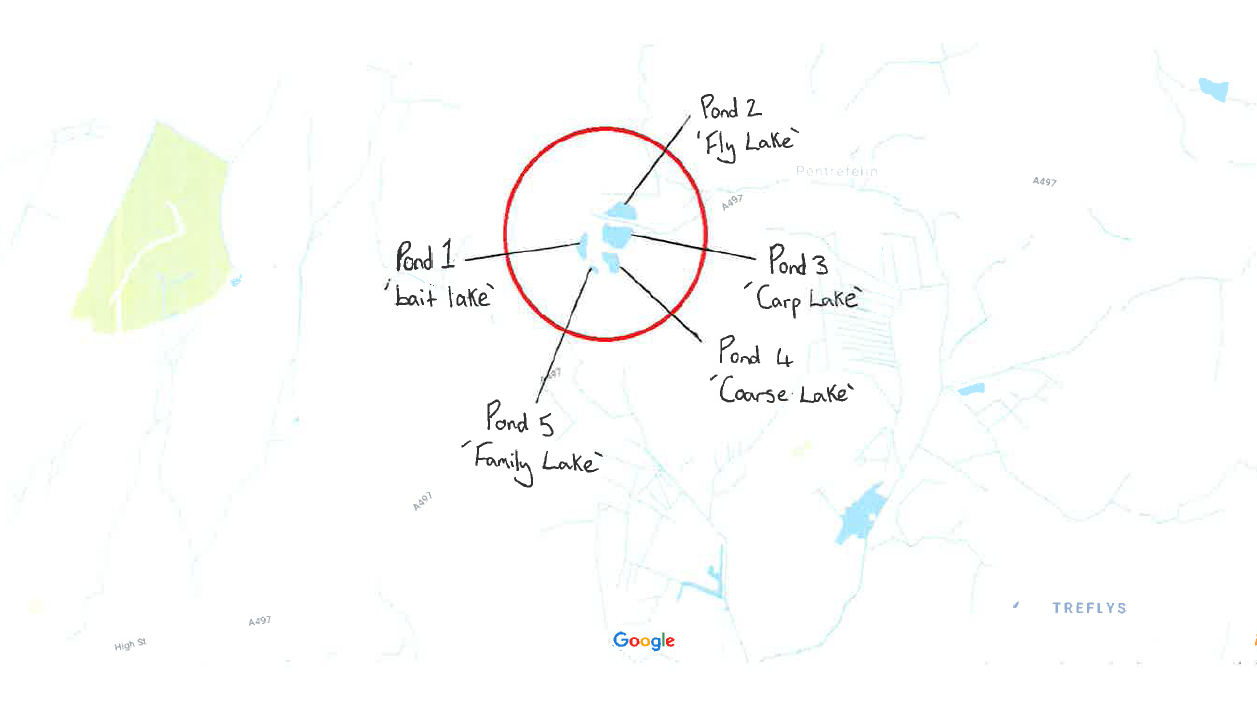 Pond 2
'Fly Lake'
Pentrefelin
A497
A497
Pond 1
'bait lake'
Pond 3
'Carp Lake'
Pond 4
'Coarse Lake'
A497
Pond 5
'Family Lake'
A497
TREFLYS
A497
High St
Google